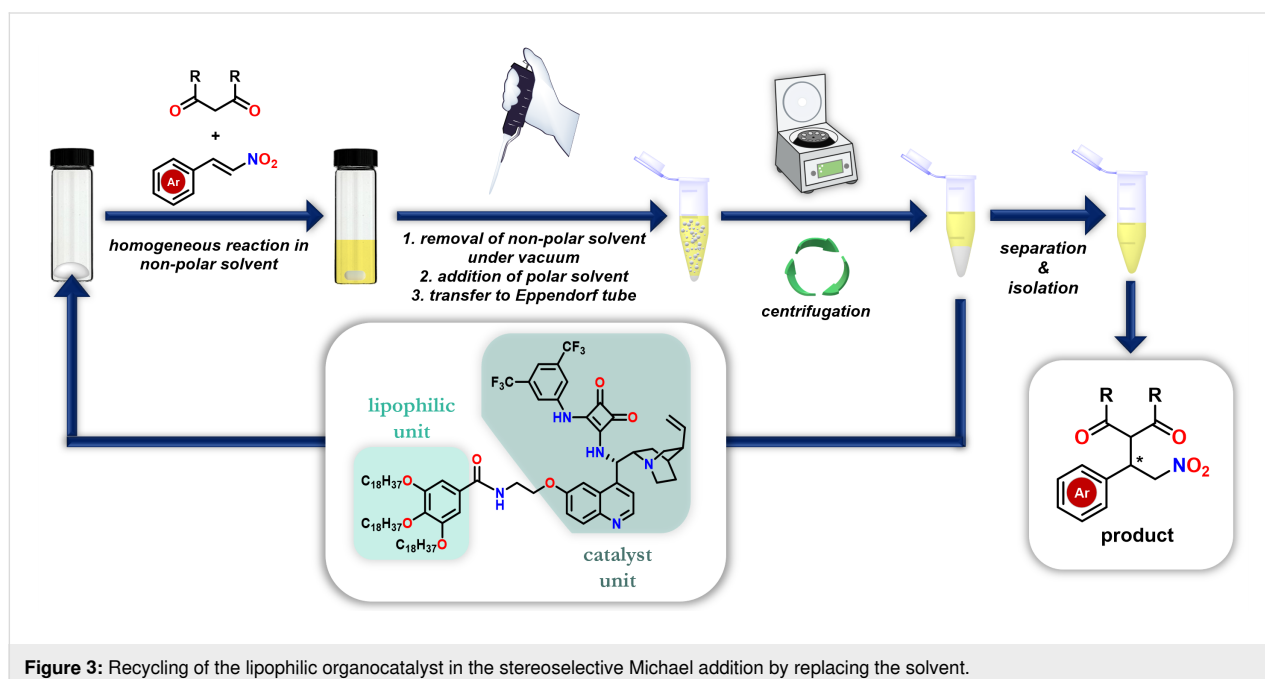 R R
O O
+
NO2
Ar
homogeneous reaction in
non-polar solvent
1. removal of non-polar solvent
under vacuum
2. addition of polar solvent
3. transfer to Eppendorf tube
centrifugation
separation
&
isolation
lipophilic
unit
CF3
F3C
O
O
HN
HN
N
O
C18H37O
N
H
O
C18H37O
C18H37O
N
catalyst
unit
R R
O O
*
NO2
Ar
product
Figure 3: Recycling of the lipophilic organocatalyst in the stereoselective Michael addition by replacing the solvent.